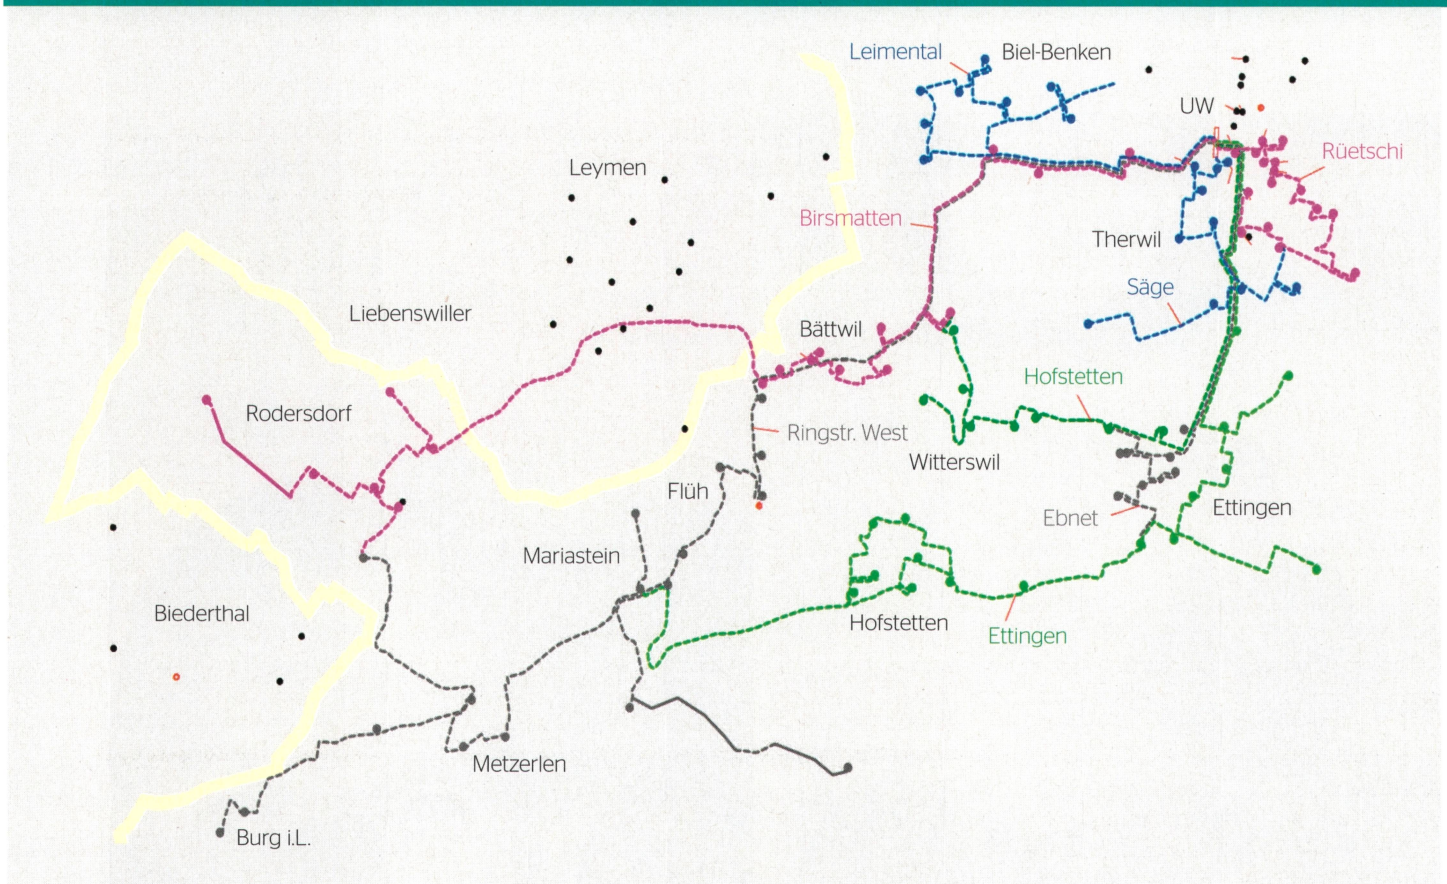 Leimental
Biel-Benken
UW
Rüetschi
Leymen
Birsmatten
Therwil
Säge
Liebenswiller
Bättwil
Hofstetten
Rodersdorf
Ringstr. West
Witterswil
Flüh
Ebnet
Ettingen
Mariastein
Biederthal
Hofstetten
Ettingen
Metzerlen
Burg i.L.